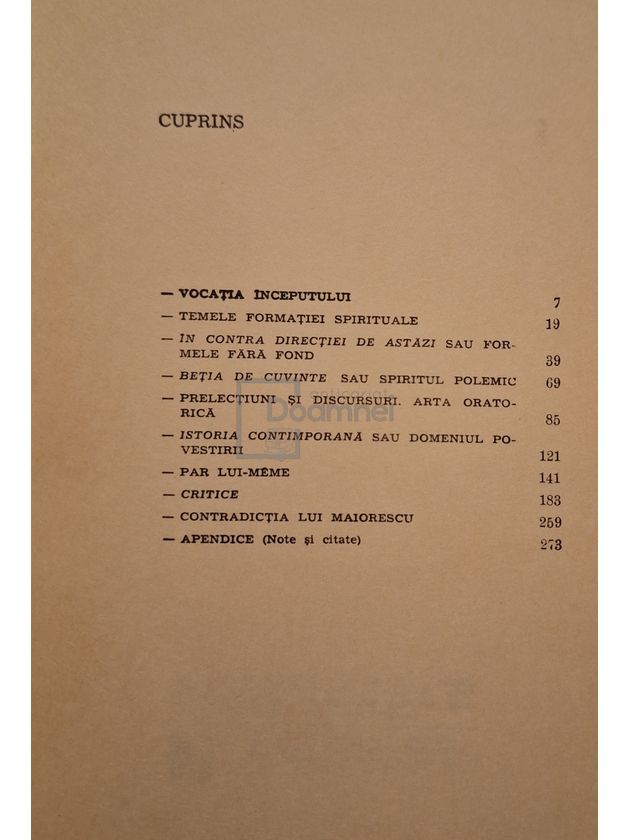 CUPRINS
— VOCAȚIA ÎNCEPUTULUI 7
— TEMELE FORMAȚIEI SPIRITUALE 19
— ÎN CONTRA DIRECȚIEI DE ASTĂZI SAU FOR-
MELE FĂRĂ FOND 39
— BEȚIA DE CUVINTE SAU SPIRITUL POLEMIC 69
— PRELECȚIUNI ȘI DISCURSURI. ARTA ORATO-
RICĂ 85
— ISTORIA CONTIMPORANĂ SAU DOMENIUL PO-
VESTIRII 121
— PAR LUI-MÊME 141
— CRITICE 183
— CONTRADICȚIA LUI MAIORESCU 259
— APENDICE (Note și citate) 273
anticariat
Doamnei